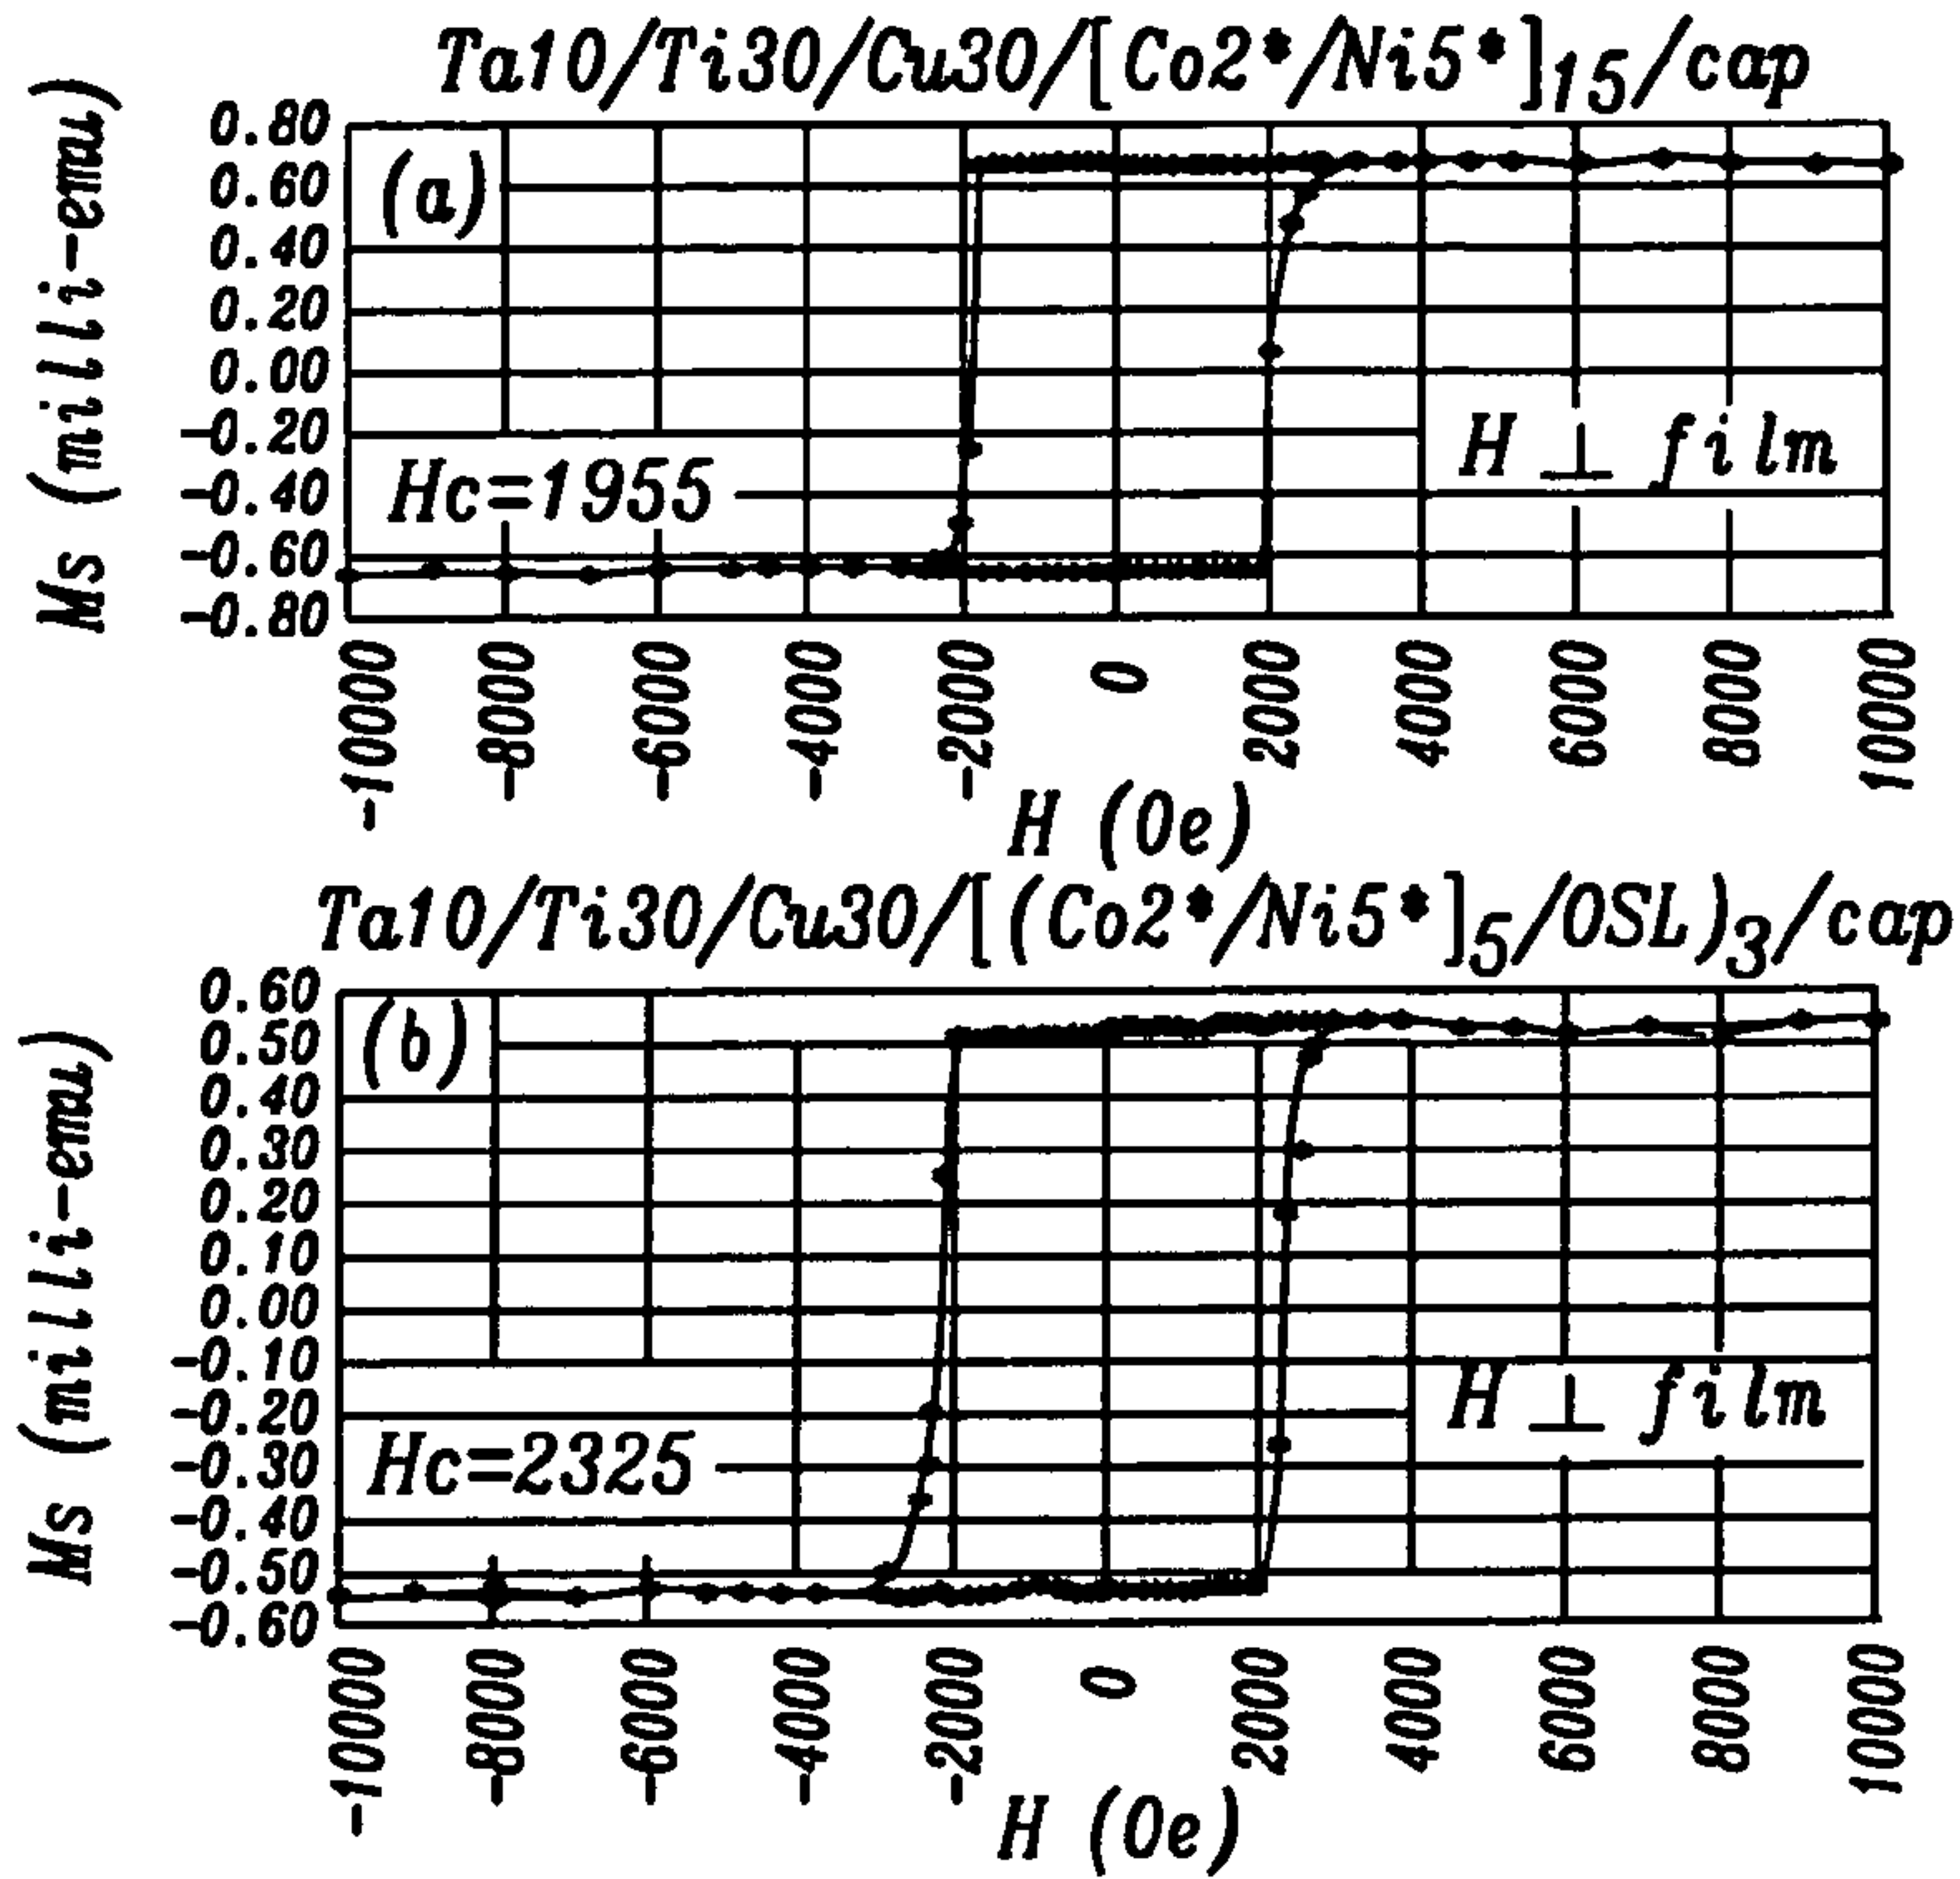 Ta10/Ti30/Cu30/[Co2*/Ni5*]15/cap
Ms (milli-emu)
0.80
0.60
0.40
0.20
0.00
-0.20
-0.40
-0.60
-0.80
(a)
Hc=1955
H ⊥ film
-10000 -8000 -6000 -4000 -2000 0 2000 4000 6000 8000 10000
H (Oe)
Ta10/Ti30/Cu30/[(Co2*/Ni5*]5/OSL)3/cap
Ms (milli-emu)
0.60
0.50
0.40
0.30
0.20
0.10
0.00
-0.10
-0.20
-0.30
-0.40
-0.50
-0.60
(b)
Hc=2325
H ⊥ film
-10000 -8000 -6000 -4000 -2000 0 2000 4000 6000 8000 10000
H (Oe)